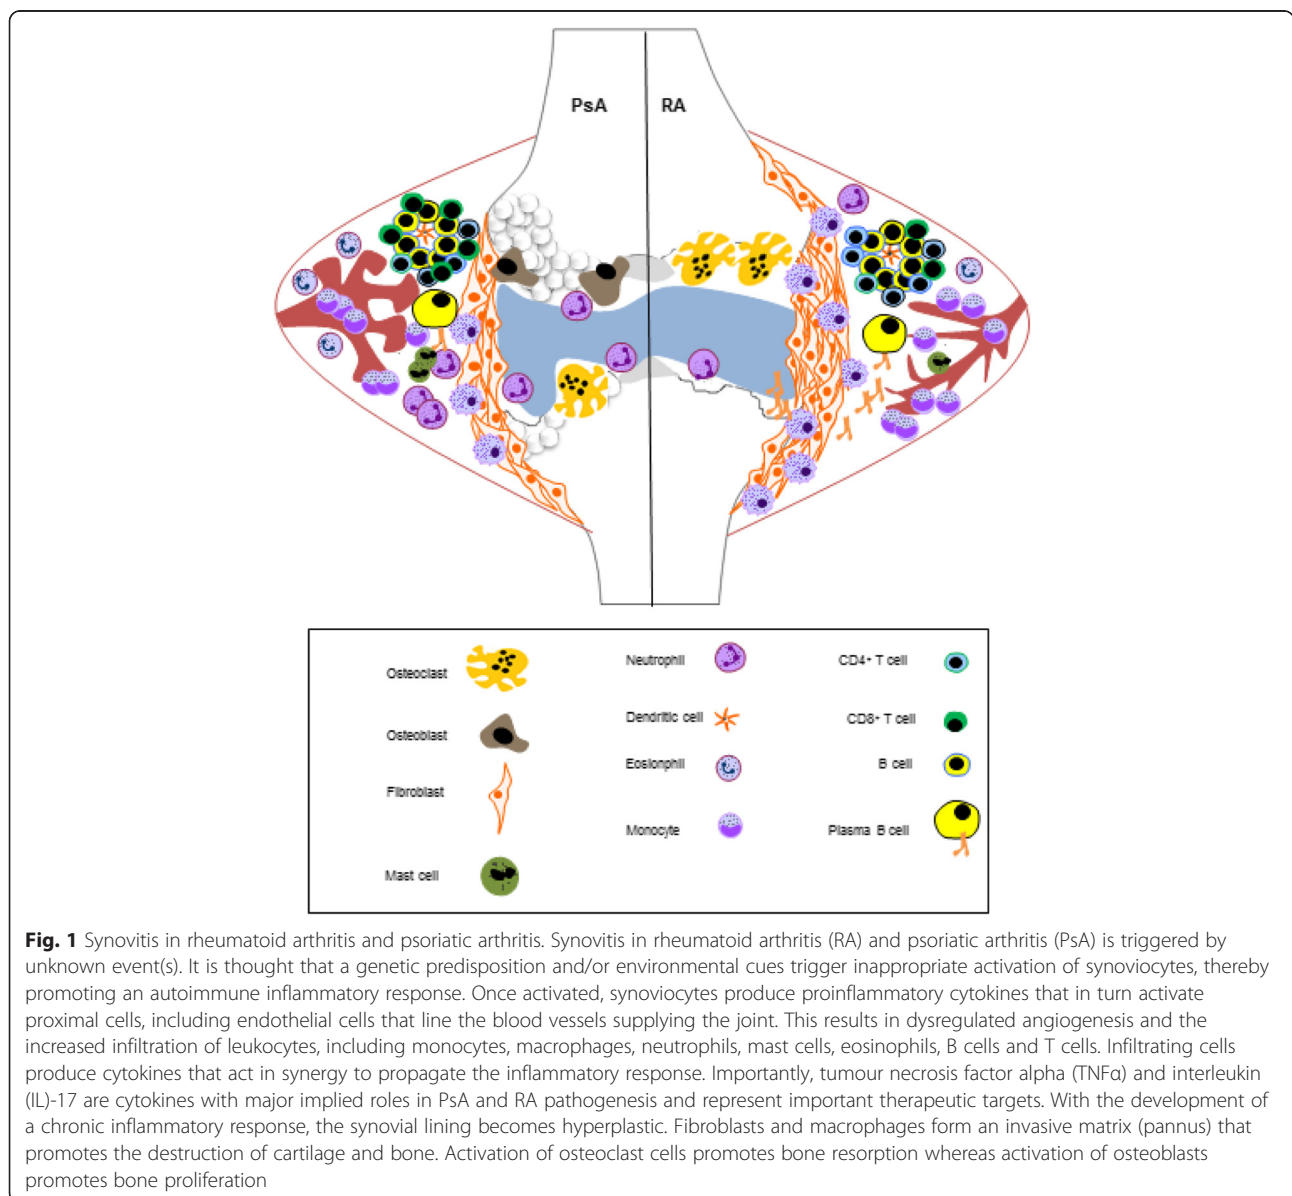 PsA RA
Osteoclast
Neutrophil
CD4+ T cell
Osteoblast
Dendritic cell
CD8+ T cell
Fibroblast
Eosionphil
B cell
Mast cell
Monocyte
Plasma B cell
Fig. 1 Synovitis in rheumatoid arthritis and psoriatic arthritis. Synovitis in rheumatoid arthritis (RA) and psoriatic arthritis (PsA) is triggered by
unknown event(s). It is thought that a genetic predisposition and/or environmental cues trigger inappropriate activation of synoviocytes, thereby
promoting an autoimmune inflammatory response. Once activated, synoviocytes produce proinflammatory cytokines that in turn activate
proximal cells, including endothelial cells that line the blood vessels supplying the joint. This results in dysregulated angiogenesis and the
increased infiltration of leukocytes, including monocytes, macrophages, neutrophils, mast cells, eosinophils, B cells and T cells. Infiltrating cells
produce cytokines that act in synergy to propagate the inflammatory response. Importantly, tumour necrosis factor alpha (TNFα) and interleukin
(IL)-17 are cytokines with major implied roles in PsA and RA pathogenesis and represent important therapeutic targets. With the development of
a chronic inflammatory response, the synovial lining becomes hyperplastic. Fibroblasts and macrophages form an invasive matrix (pannus) that
promotes the destruction of cartilage and bone. Activation of osteoclast cells promotes bone resorption whereas activation of osteoblasts
promotes bone proliferation